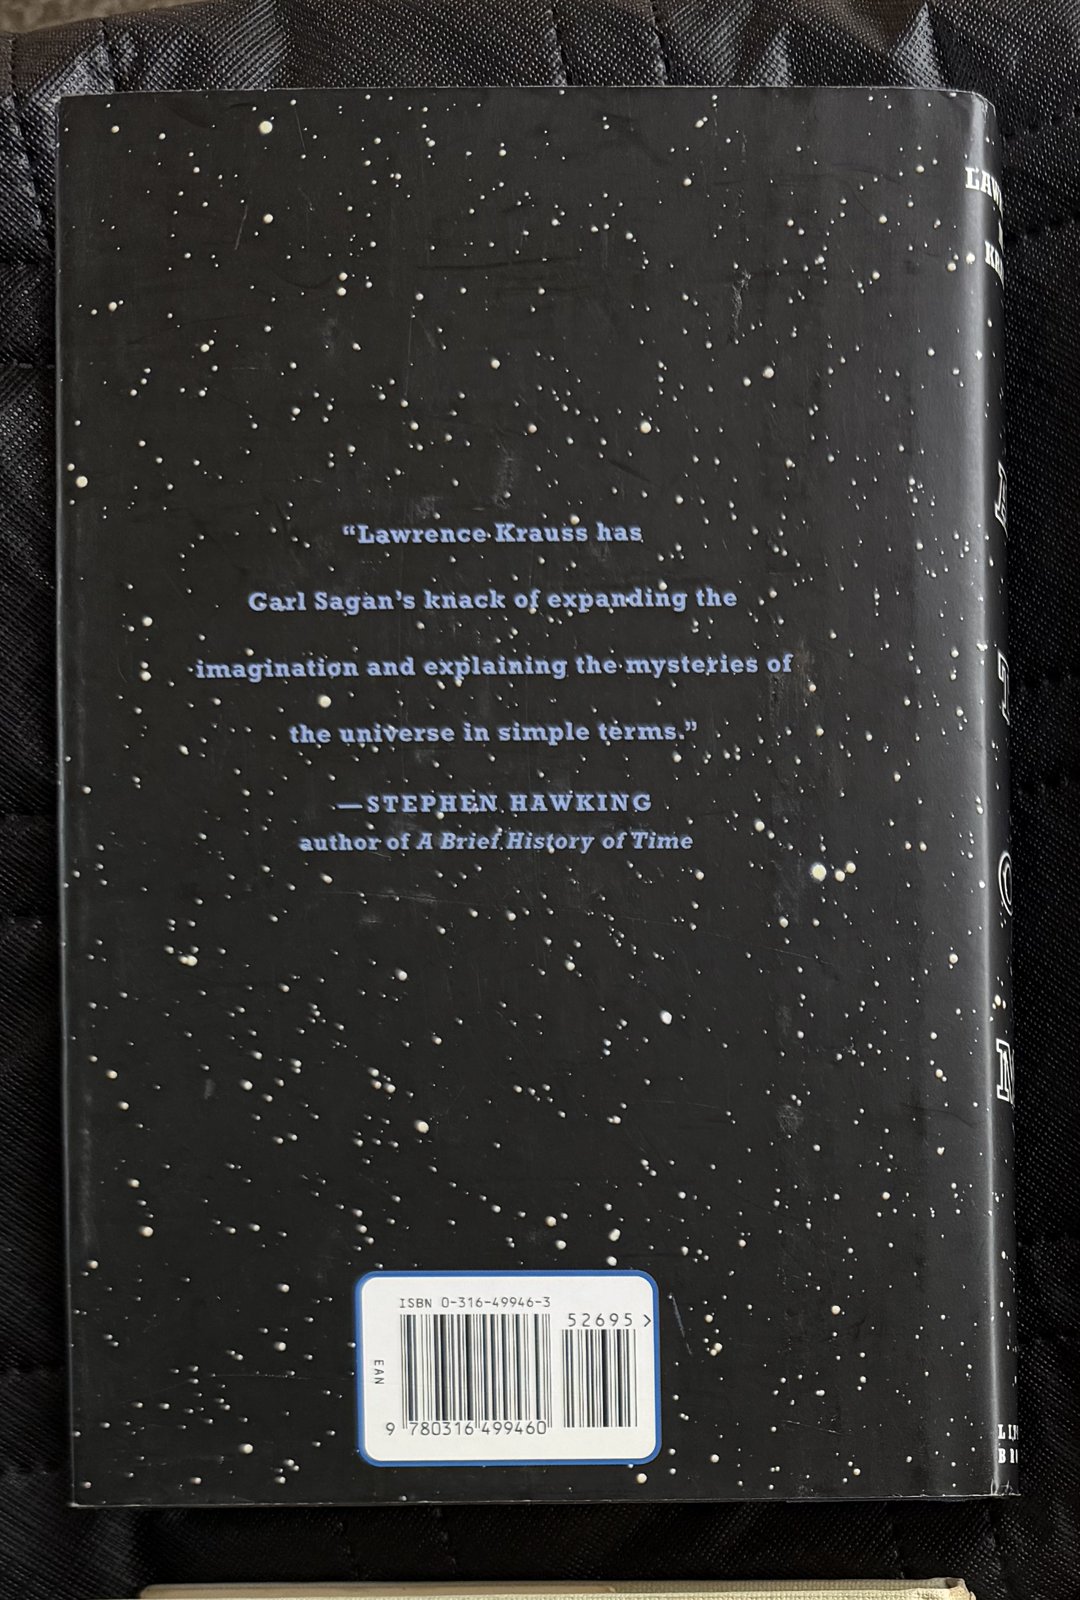 “Lawrence Krauss has
Carl Sagan’s knack of expanding the
imagination and explaining the mysteries of
the universe in simple terms.”
—STEPHEN HAWKING
author of A Brief History of Time
ISBN 0-316-49946-3
52695 >
EAN
9 780316 499460